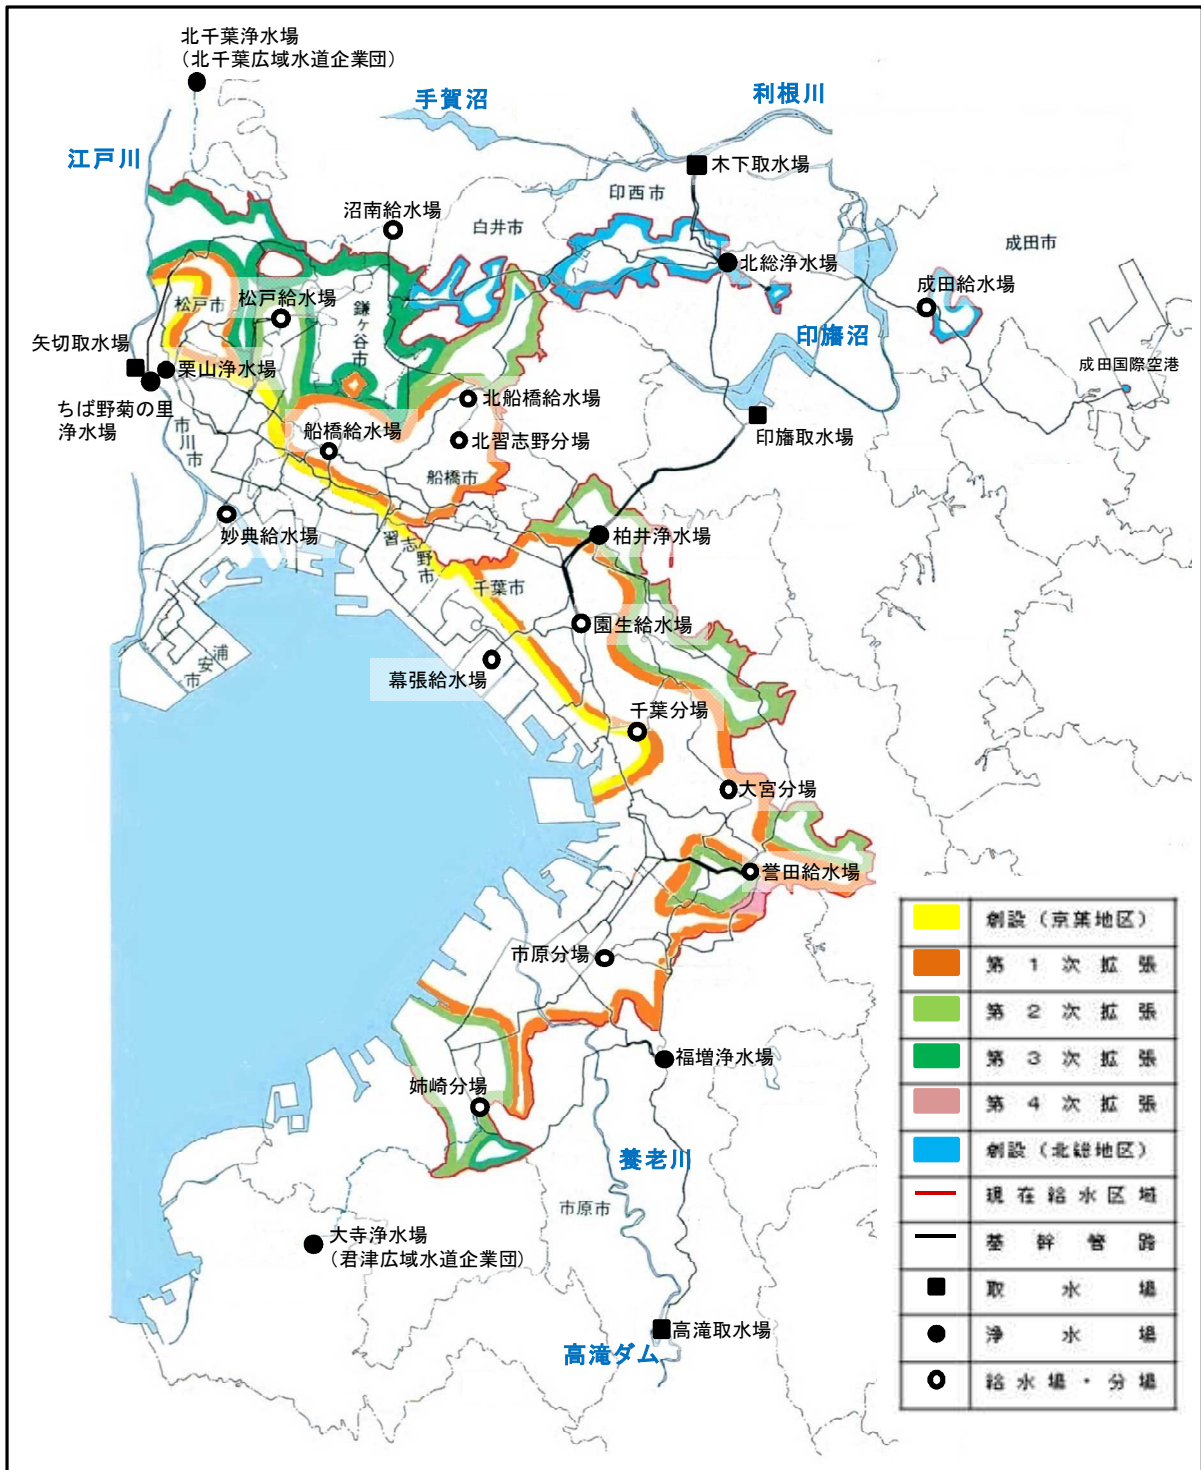 北千葉浄水場
（北千葉広域水道企業団）
手賀沼
利根川
江戸川
木下取水場
印西市
沼南給水場
白井市
成田市
北総浄水場
成田給水場
松戸市
松戸給水場
鎌ヶ谷市
印旛沼
矢切取水場
栗山浄水場
成田国際空港
ちば野菊の里
浄水場
北船橋給水場
市川市
船橋給水場
北習志野分場
印旛取水場
船橋市
妙典給水場
習志野市
柏井浄水場
千葉市
園生給水場
浦安市
幕張給水場
千葉分場
大宮分場
誉田給水場
市原分場
福増浄水場
姉崎分場
養老川
市原市
大寺浄水場
（君津広域水道企業団）
高滝取水場
高滝ダム
創設（京葉地区）
第１次拡張
第２次拡張
第３次拡張
第４次拡張
創設（北総地区）
現在給水区域
基幹管路
取水場
浄水場
給水場・分場